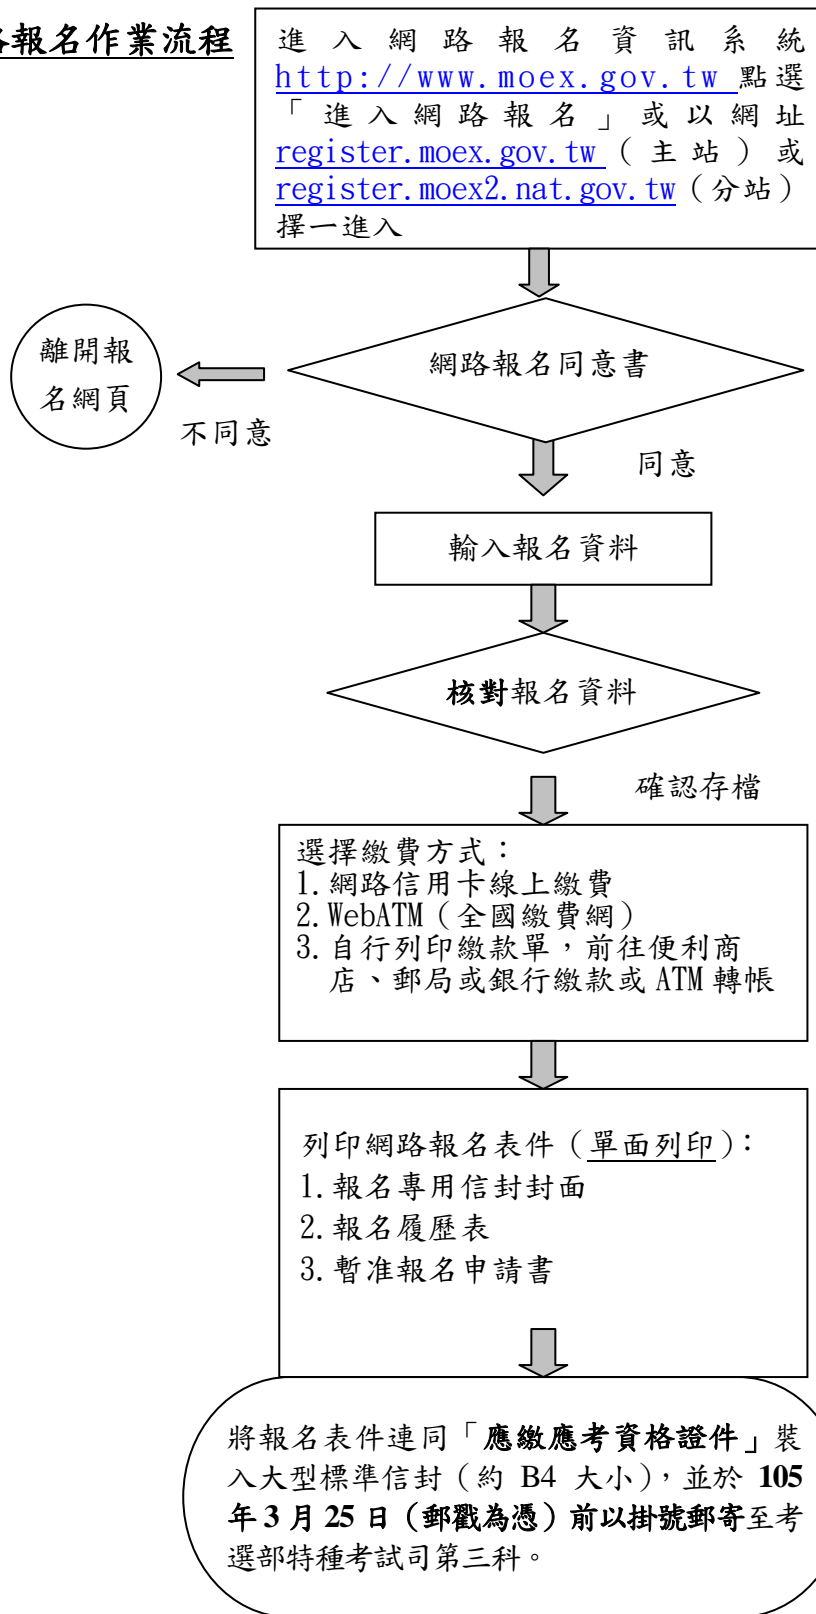 報名作業流程
進入網路報名資訊系統
http://www.moex.gov.tw 點選
「進入網路報名」或以網址
register.moex.gov.tw（主站）或
register.moex2.nat.gov.tw（分站）
擇一進入
網路報名同意書
離開報
名網頁
不同意
同意
輸入報名資料
核對報名資料
確認存檔
選擇繳費方式：
1.網路信用卡線上繳費
2.WebATM（全國繳費網）
3.自行列印繳款單，前往便利商
店、郵局或銀行繳款或 ATM 轉帳
列印網路報名表件（單面列印）：
1.報名專用信封封面
2.報名履歷表
3.暫准報名申請書
將報名表件連同「應繳應考資格證件」裝
入大型標準信封（約 B4 大小），並於 105
年 3 月 25 日（郵戳為憑）前以掛號郵寄至考
選部特種考試司第三科。